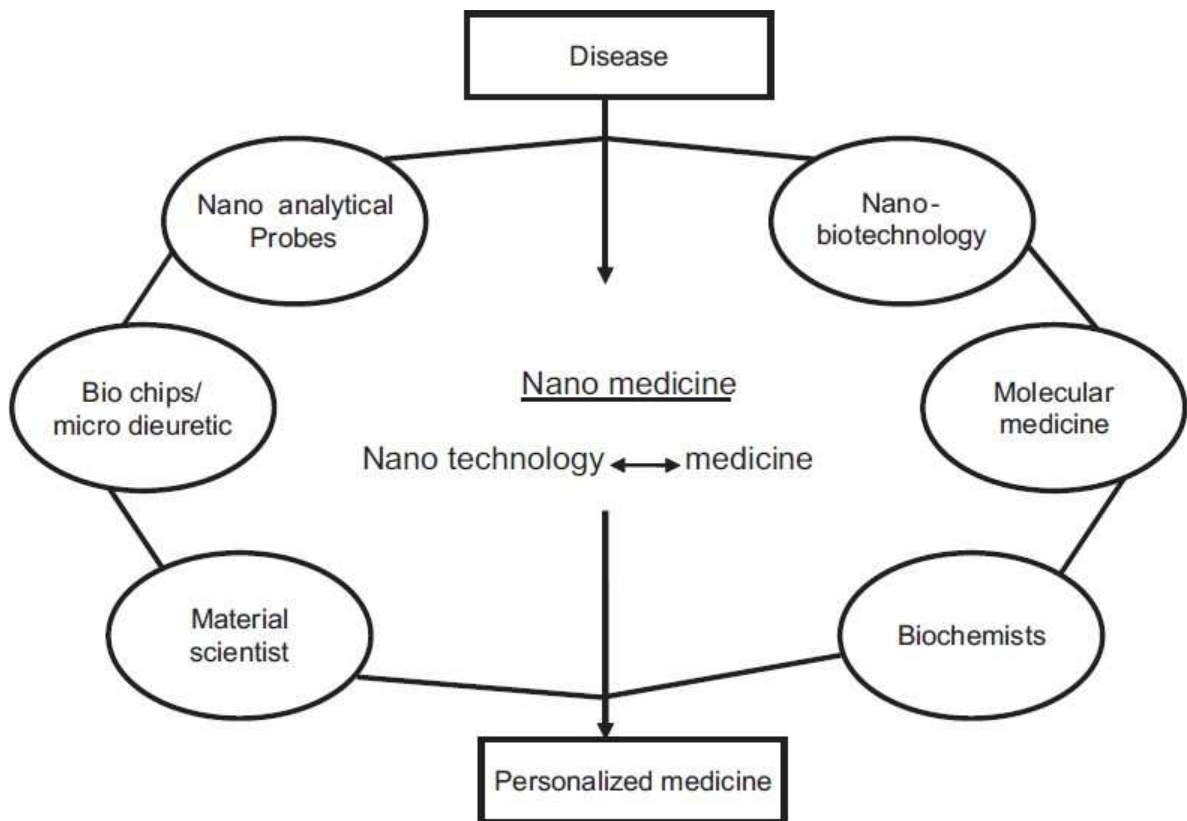 Disease
Nano analytical
Probes
Nano-
biotechnology
Bio chips/
micro dieuretic
Nano medicine
Molecular
medicine
Nano technology medicine
Material
scientist
Biochemists
Personalized medicine